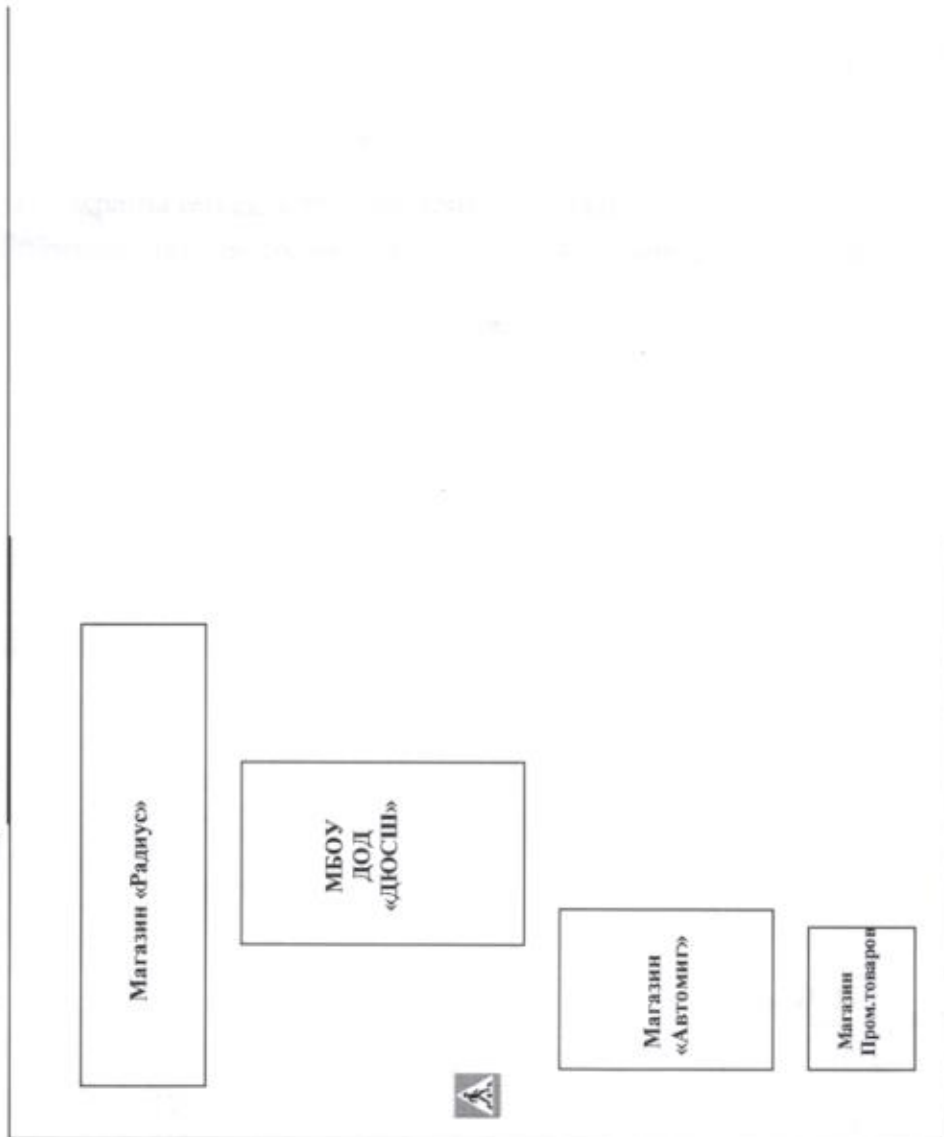 Магазин «Радиус»
МБОУ
ДОД
«ДЮСШ»
Магазин
«Автомиг»
Магазин
Пром.товаров